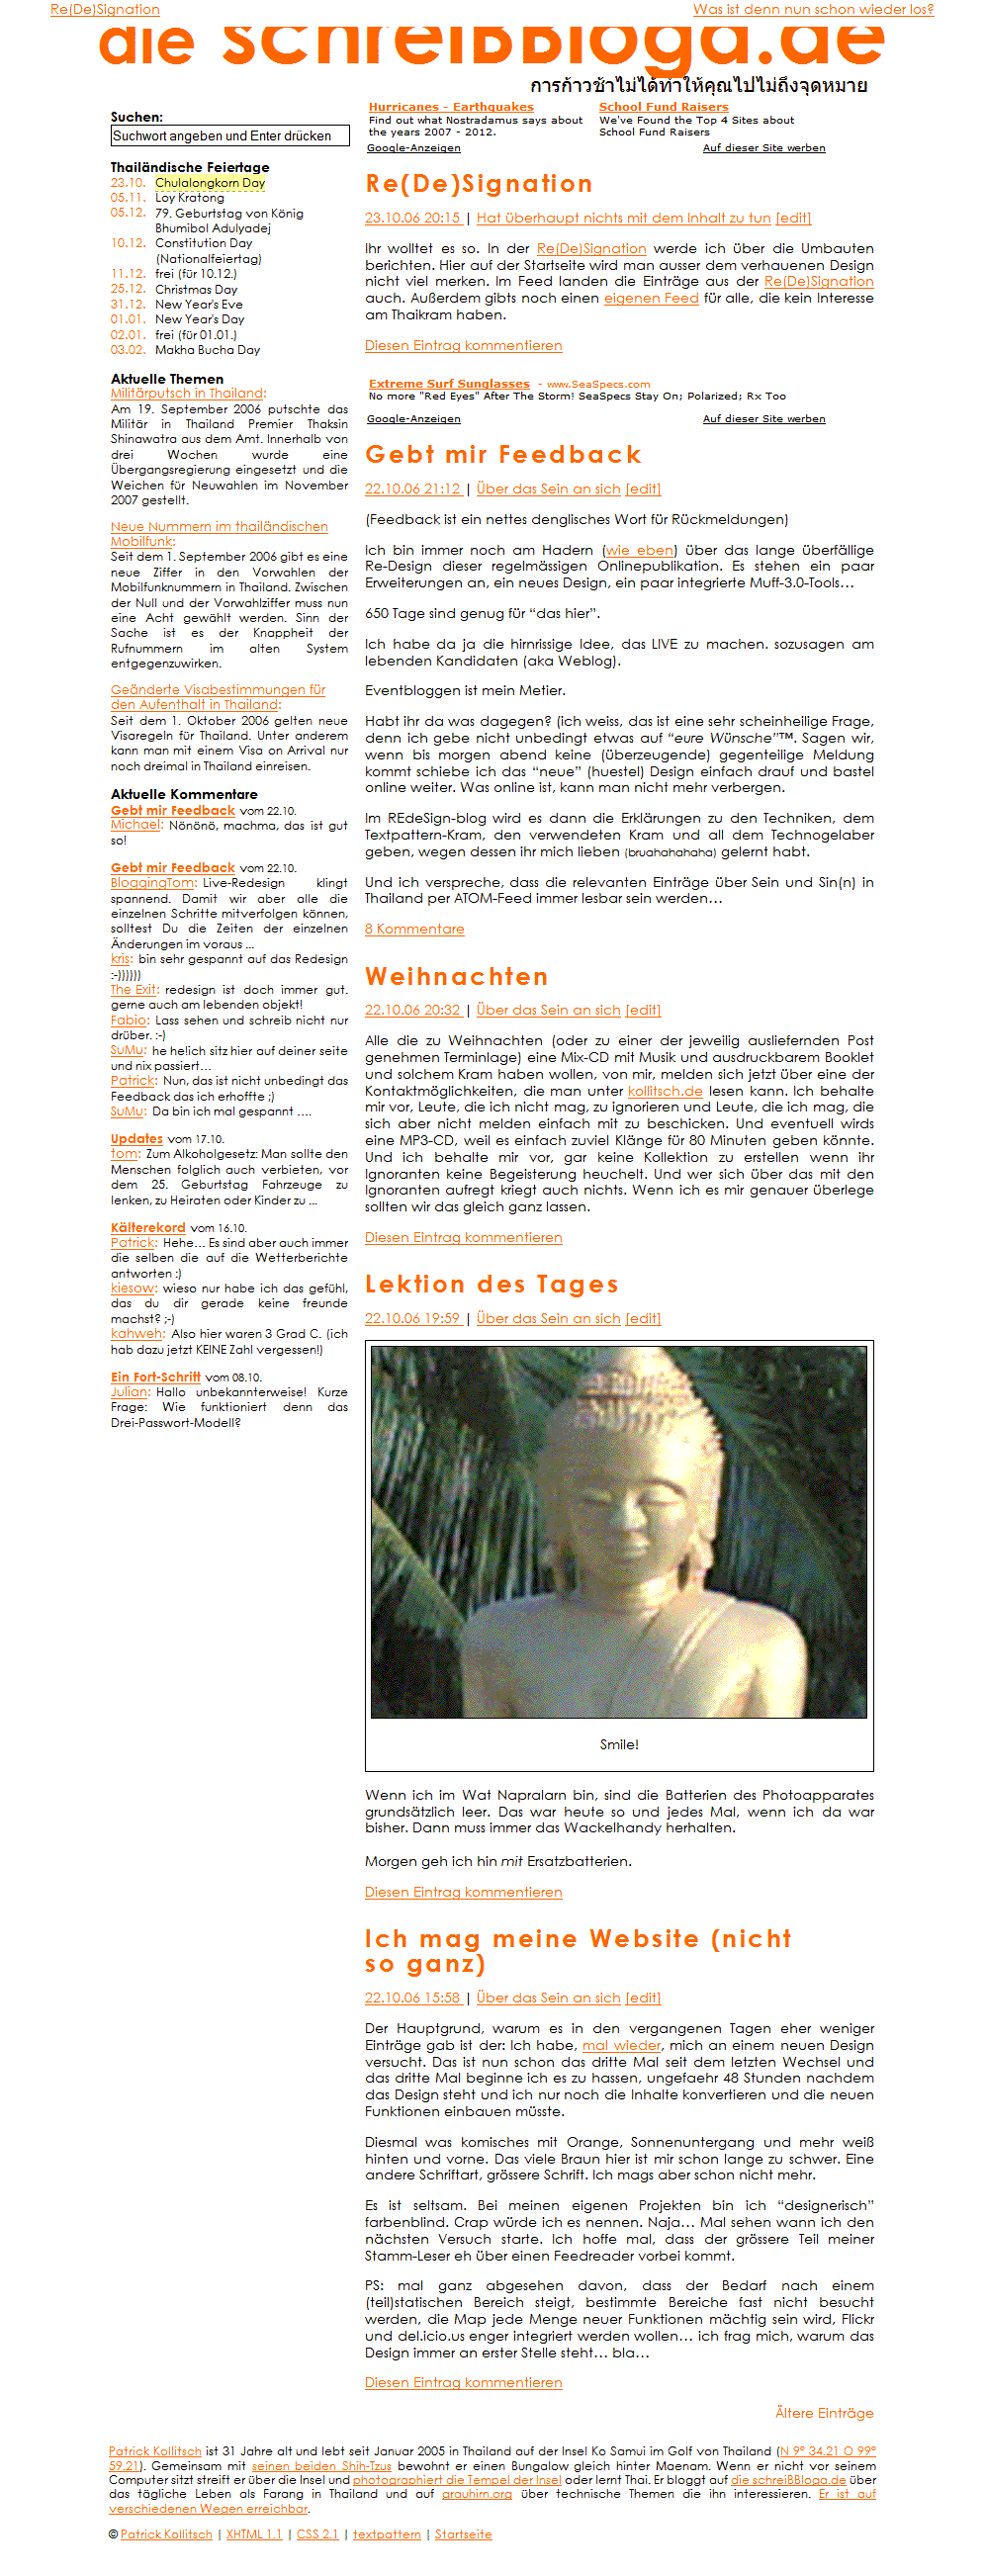 Re(De)Signation
Was ist denn nun schon wieder los?
die schreiBBloga.de
การก้าวช้าไม่ได้ทำให้คุณไปไม่ถึงจุดหมาย
Suchen:
Suchwort angeben und Enter drücken
Thailändische Feiertage
23.10. Chulalongkorn Day
05.11. Loy Kratong
05.12. 79. Geburtstag von König
Bhumibol Adulyadej
10.12. Constitution Day
(Nationalfeiertag)
11.12. frei (für 10.12.)
25.12. Christmas Day
31.12. New Year's Eve
01.01. New Year's Day
02.01. frei (für 01.01.)
03.02. Makha Bucha Day
Aktuelle Themen
Militärputsch in Thailand:
Am 19. September 2006 putschte das
Militär in Thailand Premier Thaksin
Shinawatra aus dem Amt. Innerhalb von
drei Wochen wurde eine
Übergangsregierung eingesetzt und die
Weichen für Neuwahlen im November
2007 gestellt.
Neue Nummern im thailändischen
Mobilfunk:
Seit dem 1. September 2006 gibt es eine
neue Ziffer in den Vorwahlen der
Mobilfunknummern in Thailand. Zwischen
der Null und der Vorwahlziffer muss nun
eine Acht gewählt werden. Sinn der
Sache ist es der Knappheit der
Rufnummern im alten System
entgegenzuwirken.
Geänderte Visabestimmungen für
den Aufenthalt in Thailand:
Seit dem 1. Oktober 2006 gelten neue
Visaregeln für Thailand. Unter anderem
kann man mit einem Visa on Arrival nur
noch dreimal in Thailand einreisen.
Aktuelle Kommentare
Gebt mir Feedback vom 22.10.
Michael: Nönönö, machma, das ist gut
so!
Gebt mir Feedback vom 22.10.
BloggingTom: Live-Redesign klingt
spannend. Damit wir aber alle die
einzelnen Schritte mitverfolgen können,
solltest Du die Zeiten der einzelnen
Änderungen im voraus ...
kris: bin sehr gespannt auf das Redesign
:-))))))
The Exit: redesign ist doch immer gut.
gerne auch am lebenden objekt!
Fabio: Lass sehen und schreib nicht nur
drüber. :-)
SuMu: he he!ich sitz hier auf deiner seite
und nix passiert…
Patrick: Nun, das ist nicht unbedingt das
Feedback das ich erhoffte ;)
SuMu: Da bin ich mal gespannt ….
Updates vom 17.10.
tom: Zum Alkoholgesetz: Man sollte den
Menschen folglich auch verbieten, vor
dem 25. Geburtstag Fahrzeuge zu
lenken, zu Heiraten oder Kinder zu ...
Kälterekord vom 16.10.
Patrick: Hehe… Es sind aber auch immer
die selben die auf die Wetterberichte
antworten :)
kiesow: wieso nur habe ich das gefühl,
das du dir gerade keine freunde
machst? ;-)
kahweh: Also hier waren 3 Grad C. (ich
hab dazu jetzt KEINE Zahl vergessen!)
Ein Fort-Schritt vom 08.10.
Julian: Hallo unbekannterweise! Kurze
Frage: Wie funktioniert denn das
Drei-Passwort-Modell?
Hurricanes - Earthquakes
Find out what Nostradamus says about
the years 2007 - 2012.
School Fund Raisers
We've Found the Top 4 Sites about
School Fund Raisers
Google-Anzeigen
Auf dieser Site werben
Re(De)Signation
23.10.06 20:15 | Hat überhaupt nichts mit dem Inhalt zu tun [edit]
Ihr wolltet es so. In der Re(De)Signation werde ich über die Umbauten
berichten. Hier auf der Startseite wird man ausser dem verhauenen Design
nicht viel merken. Im Feed landen die Einträge aus der Re(De)Signation
auch. Außerdem gibts noch einen eigenen Feed für alle, die kein Interesse
am Thaikram haben.
Diesen Eintrag kommentieren
Extreme Surf Sunglasses - www.SeaSpecs.com
No more "Red Eyes" After The Storm! SeaSpecs Stay On; Polarized; Rx Too
Google-Anzeigen
Auf dieser Site werben
Gebt mir Feedback
22.10.06 21:12 | Über das Sein an sich [edit]
(Feedback ist ein nettes denglisches Wort für Rückmeldungen)
Ich bin immer noch am Hadern (wie eben) über das lange überfällige
Re-Design dieser regelmässigen Onlinepublikation. Es stehen ein paar
Erweiterungen an, ein neues Design, ein paar integrierte Muff-3.0-Tools…
650 Tage sind genug für “das hier”.
Ich habe da ja die hirnrissige Idee, das LIVE zu machen. sozusagen am
lebenden Kandidaten (aka Weblog).
Eventbloggen ist mein Metier.
Habt ihr da was dagegen? (ich weiss, das ist eine sehr scheinheilige Frage,
denn ich gebe nicht unbedingt etwas auf “eure Wünsche”™. Sagen wir,
wenn bis morgen abend keine (überzeugende) gegenteilige Meldung
kommt schiebe ich das “neue” (huestel) Design einfach drauf und bastel
online weiter. Was online ist, kann man nicht mehr verbergen.
Im REdeSign-blog wird es dann die Erklärungen zu den Techniken, dem
Textpattern-Kram, den verwendeten Kram und all dem Technogelaber
geben, wegen dessen ihr mich lieben (bruahahahaha) gelernt habt.
Und ich verspreche, dass die relevanten Einträge über Sein und Sin(n) in
Thailand per ATOM-Feed immer lesbar sein werden…
8 Kommentare
Weihnachten
22.10.06 20:32 | Über das Sein an sich [edit]
Alle die zu Weihnachten (oder zu einer der jeweilig ausliefernden Post
genehmen Terminlage) eine Mix-CD mit Musik und ausdruckbarem Booklet
und solchem Kram haben wollen, von mir, melden sich jetzt über eine der
Kontaktmöglichkeiten, die man unter kollitsch.de lesen kann. Ich behalte
mir vor, Leute, die ich nicht mag, zu ignorieren und Leute, die ich mag, die
sich aber nicht melden einfach mit zu beschicken. Und eventuell wirds
eine MP3-CD, weil es einfach zuviel Klänge für 80 Minuten geben könnte.
Und ich behalte mir vor, gar keine Kollektion zu erstellen wenn ihr
Ignoranten keine Begeisterung heuchelt. Und wer sich über das mit den
Ignoranten aufregt kriegt auch nichts. Wenn ich es mir genauer überlege
sollten wir das gleich ganz lassen.
Diesen Eintrag kommentieren
Lektion des Tages
22.10.06 19:59 | Über das Sein an sich [edit]
Smile!
Wenn ich im Wat Napralarn bin, sind die Batterien des Photoapparates
grundsätzlich leer. Das war heute so und jedes Mal, wenn ich da war
bisher. Dann muss immer das Wackelhandy herhalten.
Morgen geh ich hin mit Ersatzbatterien.
Diesen Eintrag kommentieren
Ich mag meine Website (nicht
so ganz)
22.10.06 15:58 | Über das Sein an sich [edit]
Der Hauptgrund, warum es in den vergangenen Tagen eher weniger
Einträge gab ist der: Ich habe, mal wieder, mich an einem neuen Design
versucht. Das ist nun schon das dritte Mal seit dem letzten Wechsel und
das dritte Mal beginne ich es zu hassen, ungefaehr 48 Stunden nachdem
das Design steht und ich nur noch die Inhalte konvertieren und die neuen
Funktionen einbauen müsste.
Diesmal was komisches mit Orange, Sonnenuntergang und mehr weiß
hinten und vorne. Das viele Braun hier ist mir schon lange zu schwer. Eine
andere Schriftart, grössere Schrift. Ich mags aber schon nicht mehr.
Es ist seltsam. Bei meinen eigenen Projekten bin ich “designerisch”
farbenblind. Crap würde ich es nennen. Naja… Mal sehen wann ich den
nächsten Versuch starte. Ich hoffe mal, dass der grössere Teil meiner
Stamm-Leser eh über einen Feedreader vorbei kommt.
PS: mal ganz abgesehen davon, dass der Bedarf nach einem
(teil)statischen Bereich steigt, bestimmte Bereiche fast nicht besucht
werden, die Map jede Menge neuer Funktionen mächtig sein wird, Flickr
und del.icio.us enger integriert werden wollen… ich frag mich, warum das
Design immer an erster Stelle steht… bla…
Diesen Eintrag kommentieren
Ältere Einträge
Patrick Kollitsch ist 31 Jahre alt und lebt seit Januar 2005 in Thailand auf der Insel Ko Samui im Golf von Thailand (N 9° 34.21 O 99°
59.21). Gemeinsam mit seinen beiden Shih-Tzus bewohnt er einen Bungalow gleich hinter Maenam. Wenn er nicht vor seinem
Computer sitzt streift er über die Insel und photographiert die Tempel der Insel oder lernt Thai. Er bloggt auf die schreiBBloga.de über
das tägliche Leben als Farang in Thailand und auf grauhirn.org über technische Themen die ihn interessieren. Er ist auf
verschiedenen Wegen erreichbar.
© Patrick Kollitsch | XHTML 1.1 | CSS 2.1 | textpattern | Startseite